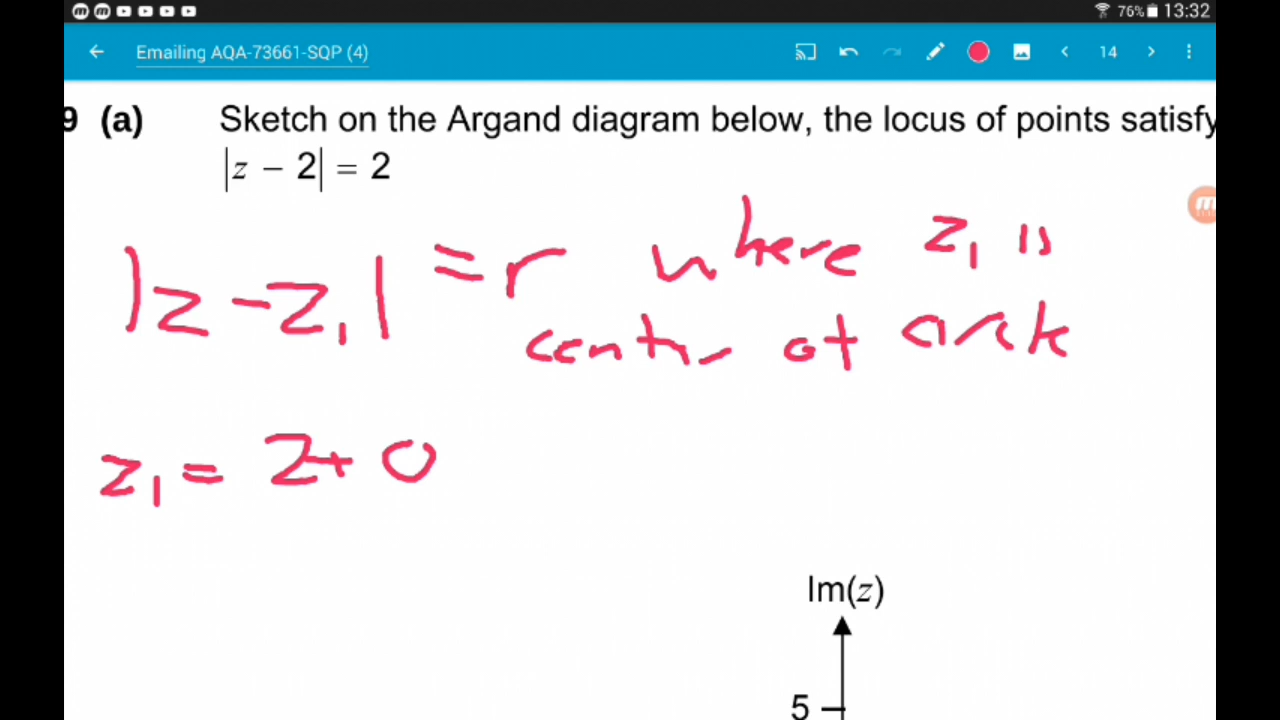 76% 13:32
Emailing AQA-73661-SQP (4) 14
9 (a) Sketch on the Argand diagram below, the locus of points satisfy
|z − 2| = 2
|z - z₁| = r where z₁ is
center of circle
z₁ = 2 + 0
Im(z)
5